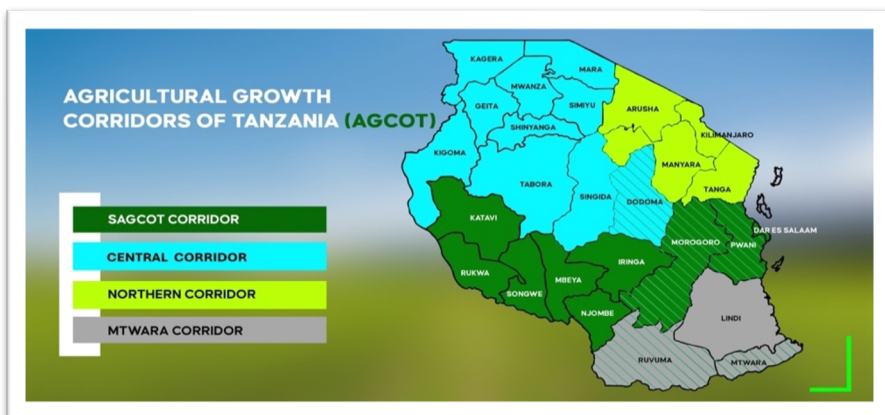 AGRICULTURAL GROWTH
CORRIDORS OF TANZANIA (AGCOT)
SAGCOT CORRIDOR
CENTRAL CORRIDOR
NORTHERN CORRIDOR
MTWARA CORRIDOR
KAGERA
MARA
MWANZA
GEITA
SIMIYU
ARUSHA
SHINYANGA
KILIMANJARO
KIGOMA
MANYARA
TABORA
SINGIDA
TANGA
DODOMA
KATAVI
DAR ES SALAAM
MOROGORO
PWANI
IRINGA
RUKWA
MBEYA
SONGWE
NJOMBE
LINDI
RUVUMA
MTWARA